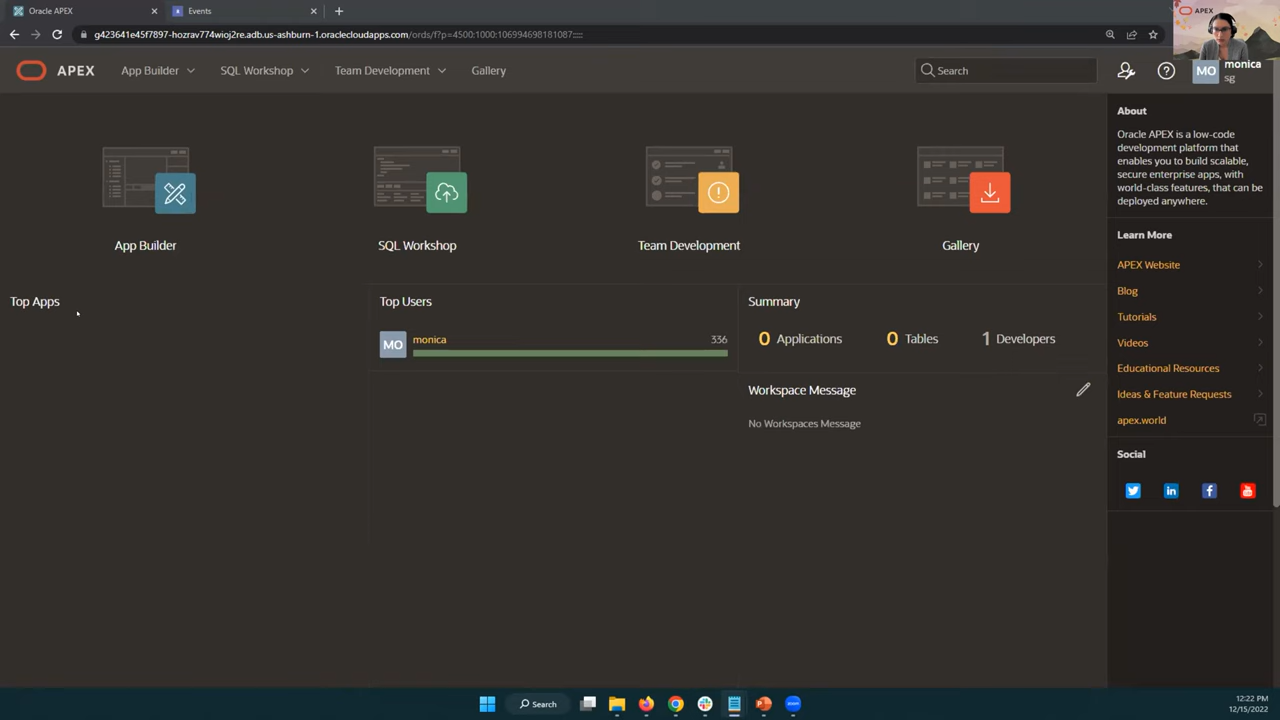 Oracle APEX
Events
g423641e45f7897-hozrav774wioj2re.adb.us-ashburn-1.oraclecloudapps.com/ords/f?p=4500:1000:106994698181087:::::
APEX
APEX
App Builder
SQL Workshop
Team Development
Gallery
Search
MO
monica
sg
App Builder
SQL Workshop
Team Development
Gallery
Top Apps
Top Users
MO
monica
336
Summary
0 Applications
0 Tables
1 Developers
Workspace Message
No Workspaces Message
About
Oracle APEX is a low-code
development platform that
enables you to build scalable,
secure enterprise apps, with
world-class features, that can be
deployed anywhere.
Learn More
APEX Website
Blog
Tutorials
Videos
Educational Resources
Ideas & Feature Requests
apex.world
Social
Search
12:22 PM
12/15/2022